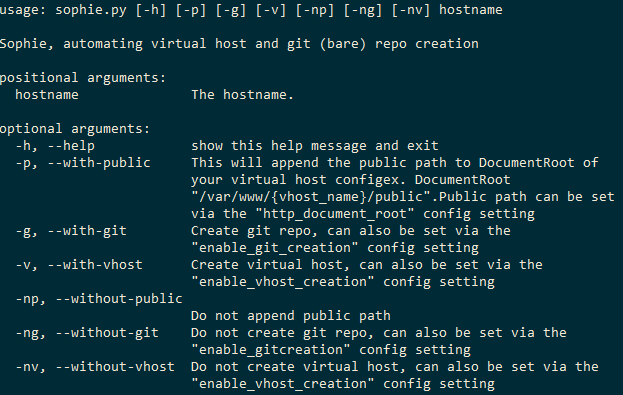 usage: sophie.py [-h] [-p] [-g] [-v] [-np] [-ng] [-nv] hostname
Sophie, automating virtual host and git (bare) repo creation
positional arguments:
hostname The hostname.
optional arguments:
-h, --help show this help message and exit
-p, --with-public This will append the public path to DocumentRoot of
your virtual host configex. DocumentRoot
"/var/www/{vhost_name}/public".Public path can be set
via the "http_document_root" config setting
-g, --with-git Create git repo, can also be set via the
"enable_git_creation" config setting
-v, --with-vhost Create virtual host, can also be set via the
"enable_vhost_creation" config setting
-np, --without-public
Do not append public path
-ng, --without-git Do not create git repo, can also be set via the
"enable_gitcreation" config setting
-nv, --without-vhost Do not create virtual host, can also be set via the
"enable_vhost_creation" config setting